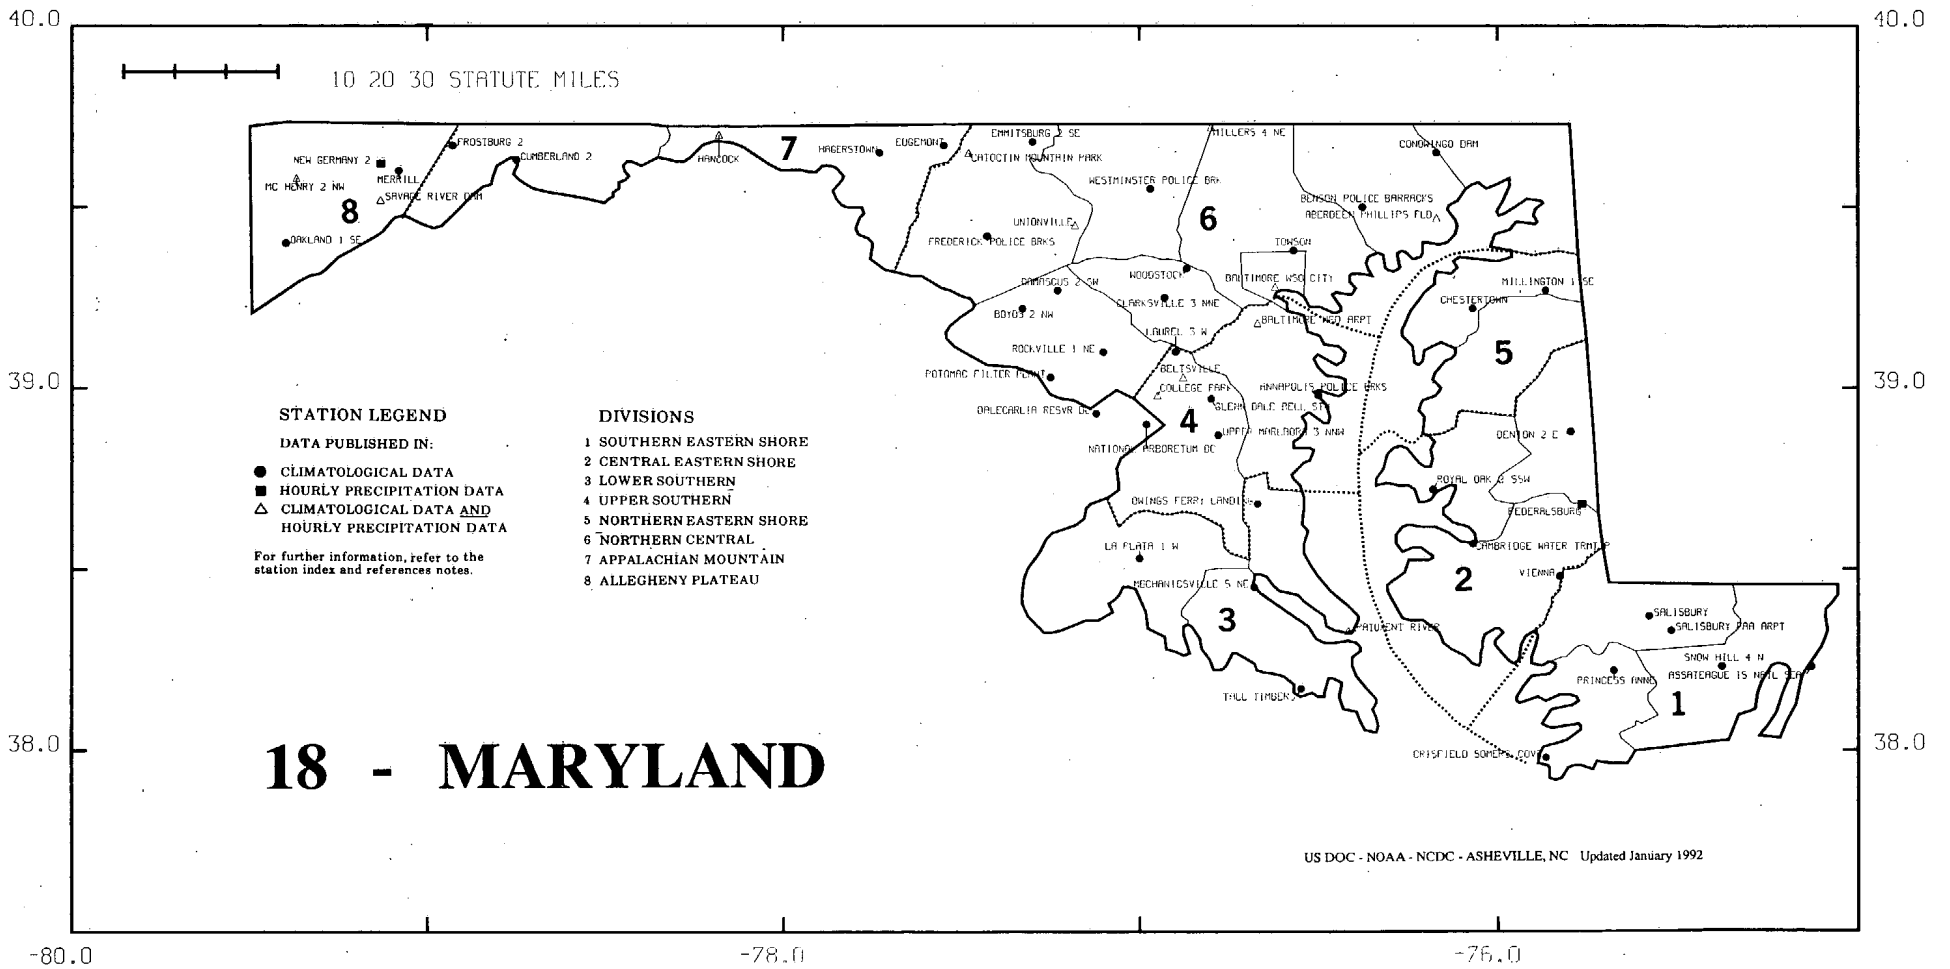 40.0
40.0
10 20 30 STATUTE MILES
FROSTBURG 2
NEW GERMANY 2
CUMBERLAND 2
MERRILL
MC HENRY 2 NW
SAVAGE RIVER DAM
8
OAKLAND 1 SE
HANCOCK
7
HAGERSTOWN
EDGEMONT
EMMITSBURG 2 SE
CATOCTIN MOUNTAIN PARK
MILLERS 4 NE
CONOWINGO DAM
WESTMINSTER POLICE BRK
BENSON POLICE BARRACKS
ABERDEEN PHILLIPS FLD
UNIONVILLE
6
FREDERICK POLICE BRKS
TOWSON
WOODSTOCK
BALTIMORE WSO CITY
DAMASCUS 2 SW
MILLINGTON 1 SE
CLARKSVILLE 3 NNE
CHESTERTOWN
BOYDS 2 NW
BALTIMORE WSO ARPT
LAUREL 3 W
ROCKVILLE 1 NE
5
BELTSVILLE
POTOMAC FILTER PLANT
COLLEGE PARK
ANNAPOLIS POLICE BRKS
39.0
39.0
DALECARLIA RESVR DC
GLENN DALE BELL STN
4
UPPER MARLBORO 3 NNW
DENTON 2 E
NATIONAL ARBORETUM DC
ROYAL OAK 2 SSW
OWINGS FERRY LANDING
FEDERALSBURG
LA PLATA 1 W
CAMBRIDGE WATER TRMT P
VIENNA
2
MECHANICSVILLE 5 NE
3
PATUXENT RIVER
SALISBURY
SALISBURY FAA ARPT
SNOW HILL 4 N
PRINCESS ANNE
ASSATEAGUE IS NATL SEA
TALL TIMBERS
1
CRISFIELD SOMERS COVE
38.0
38.0
STATION LEGEND
DATA PUBLISHED IN:
CLIMATOLOGICAL DATA
HOURLY PRECIPITATION DATA
CLIMATOLOGICAL DATA AND
HOURLY PRECIPITATION DATA
For further information, refer to the
station index and references notes.
DIVISIONS
1 SOUTHERN EASTERN SHORE
2 CENTRAL EASTERN SHORE
3 LOWER SOUTHERN
4 UPPER SOUTHERN
5 NORTHERN EASTERN SHORE
6 NORTHERN CENTRAL
7 APPALACHIAN MOUNTAIN
8 ALLEGHENY PLATEAU
18 - MARYLAND
US DOC - NOAA - NCDC - ASHEVILLE, NC Updated January 1992
-80.0
-78.0
-76.0